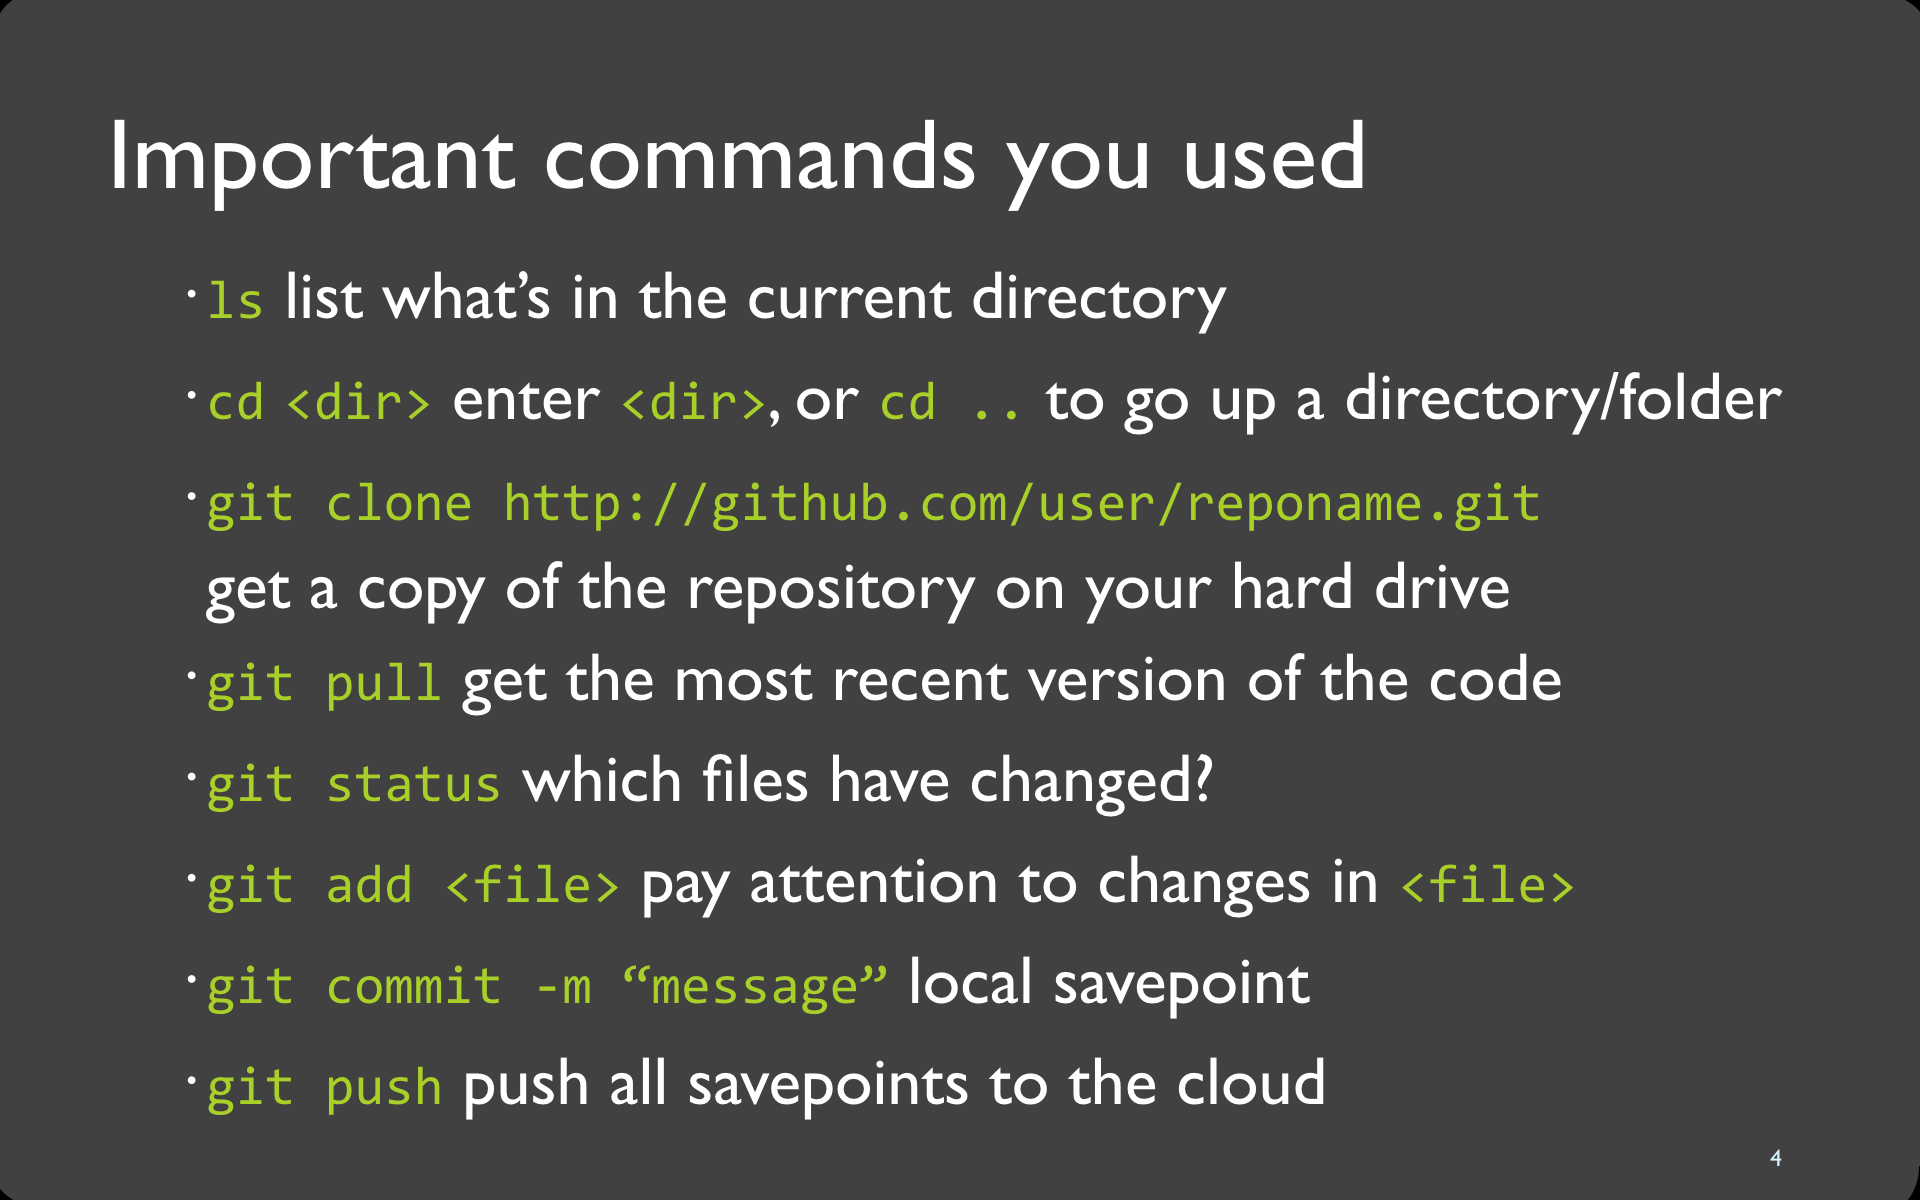 Important commands you used
·ls list what’s in the current directory
·cd <dir> enter <dir>, or cd .. to go up a directory/folder
·git clone http://github.com/user/reponame.git
get a copy of the repository on your hard drive
·git pull get the most recent version of the code
·git status which files have changed?
·git add <file> pay attention to changes in <file>
·git commit -m “message” local savepoint
·git push push all savepoints to the cloud
4